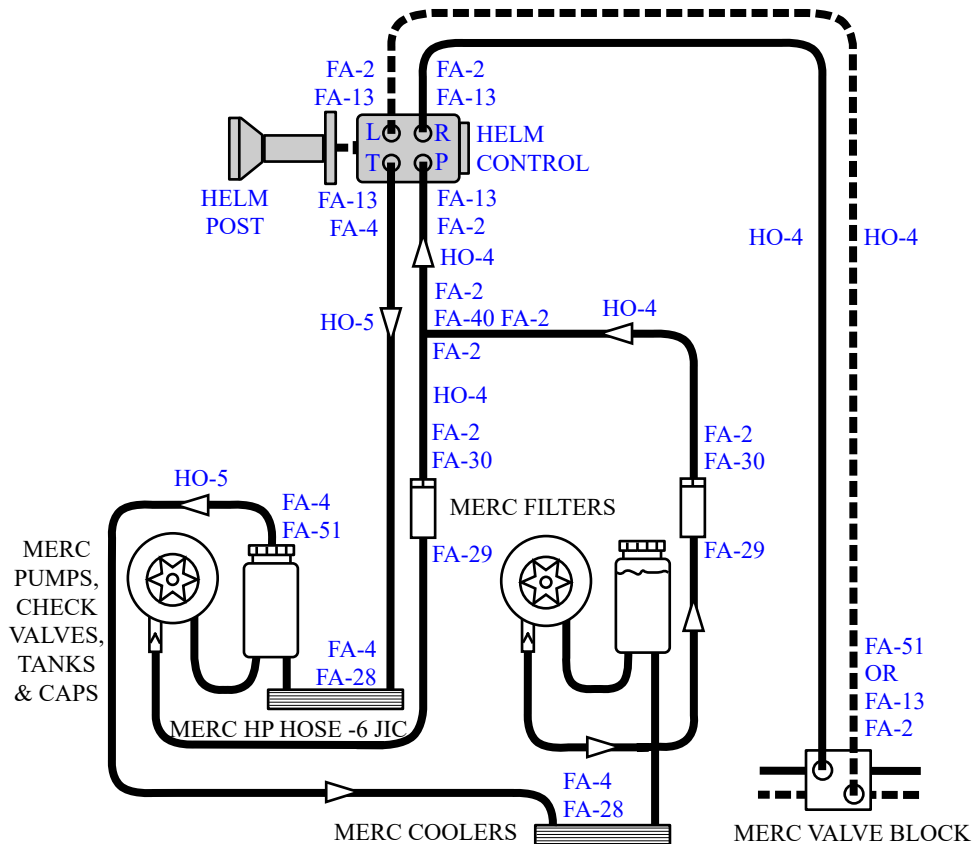 FA-2
FA-13
FA-2
FA-13
L
R
T
P
HELM
CONTROL
HELM
POST
FA-13
FA-4
FA-13
FA-2
HO-4
HO-4
HO-4
FA-2
FA-40 FA-2
HO-4
HO-5
FA-2
HO-4
FA-2
FA-30
FA-2
FA-30
HO-5
FA-4
FA-51
MERC FILTERS
FA-29
FA-29
MERC
PUMPS,
CHECK
VALVES,
TANKS
& CAPS
FA-4
FA-28
FA-51
OR
FA-13
FA-2
MERC HP HOSE -6 JIC
FA-4
FA-28
MERC COOLERS
MERC VALVE BLOCK